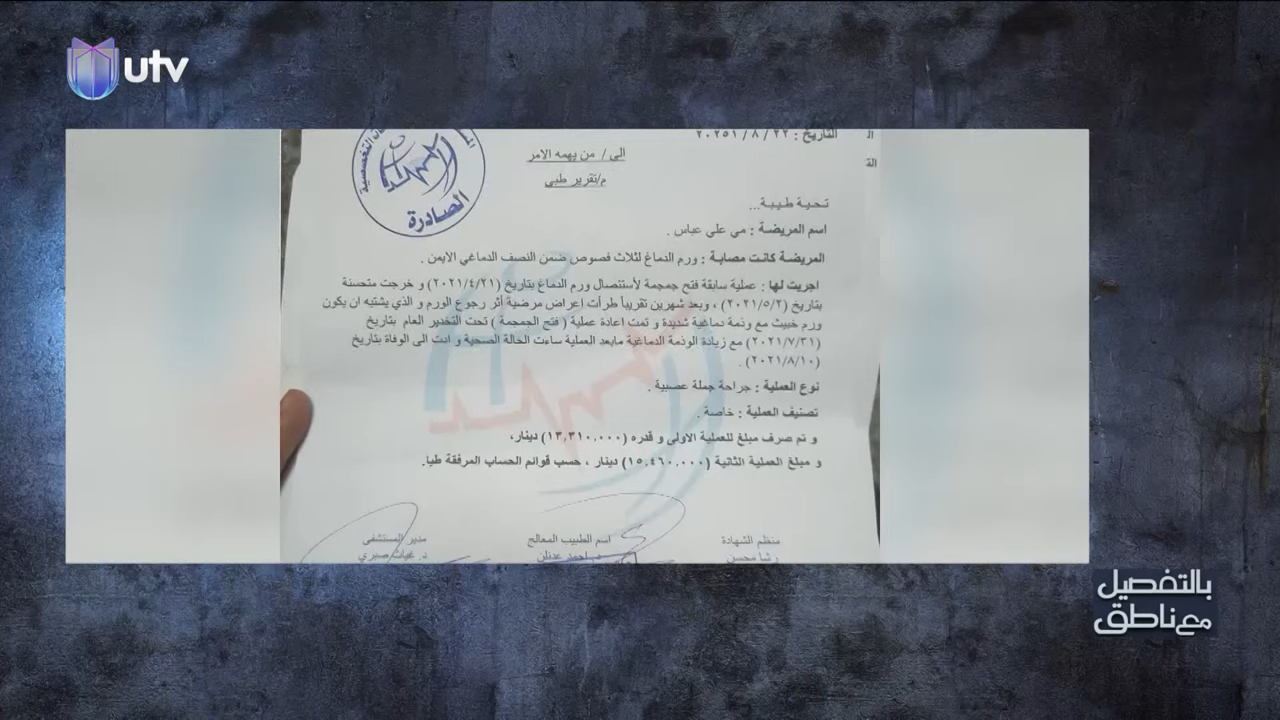 utv
التاريخ : ٢٠٢٥١ / ٨ / ٢٢
الى / من يهمه الامر
م/تقرير طبي
الصادرة
تحية طيبة...
اسم المريضة : مي علي عباس .
المريضة كانت مصابة : ورم الدماغ لثلاث فصوص ضمن النصف الدماغي الايمن .
اجريت لها : عملية سابقة فتح جمجمة لأستئصال ورم الدماغ بتاريخ (٢٠٢١/٤/٢١) و خرجت متحسنة
بتاريخ (٢٠٢١/٥/٢) ، وبعد شهرين تقريباً طرأت اعراض مرضية أثر رجوع الورم و الذي يشتبه ان يكون
ورم خبيث مع وذمة دماغية شديدة و تمت اعادة عملية ( فتح الجمجمة ) تحت التخدير العام بتاريخ
(٢٠٢١/٧/٣١) مع زيادة الوذمة الدماغية مابعد العملية ساءت الحالة الصحية و ادت الى الوفاة بتاريخ
(٢٠٢١/٨/١٠) .
نوع العملية : جراحة جملة عصبية .
تصنيف العملية : خاصة .
و تم صرف مبلغ للعملية الاولى و قدره (١٣,٣١٠,٠٠٠) دينار،
و مبلغ العملية الثانية (١٥,٤٦٠,٠٠٠) دينار ، حسب قوائم الحساب المرفقة طيا.
منظم الشهادة
رشا محسن
اسم الطبيب المعالج
د. احمد عدنان
مدير المستشفى
د. غياث صبري
بالتفصيل
مع ناطق